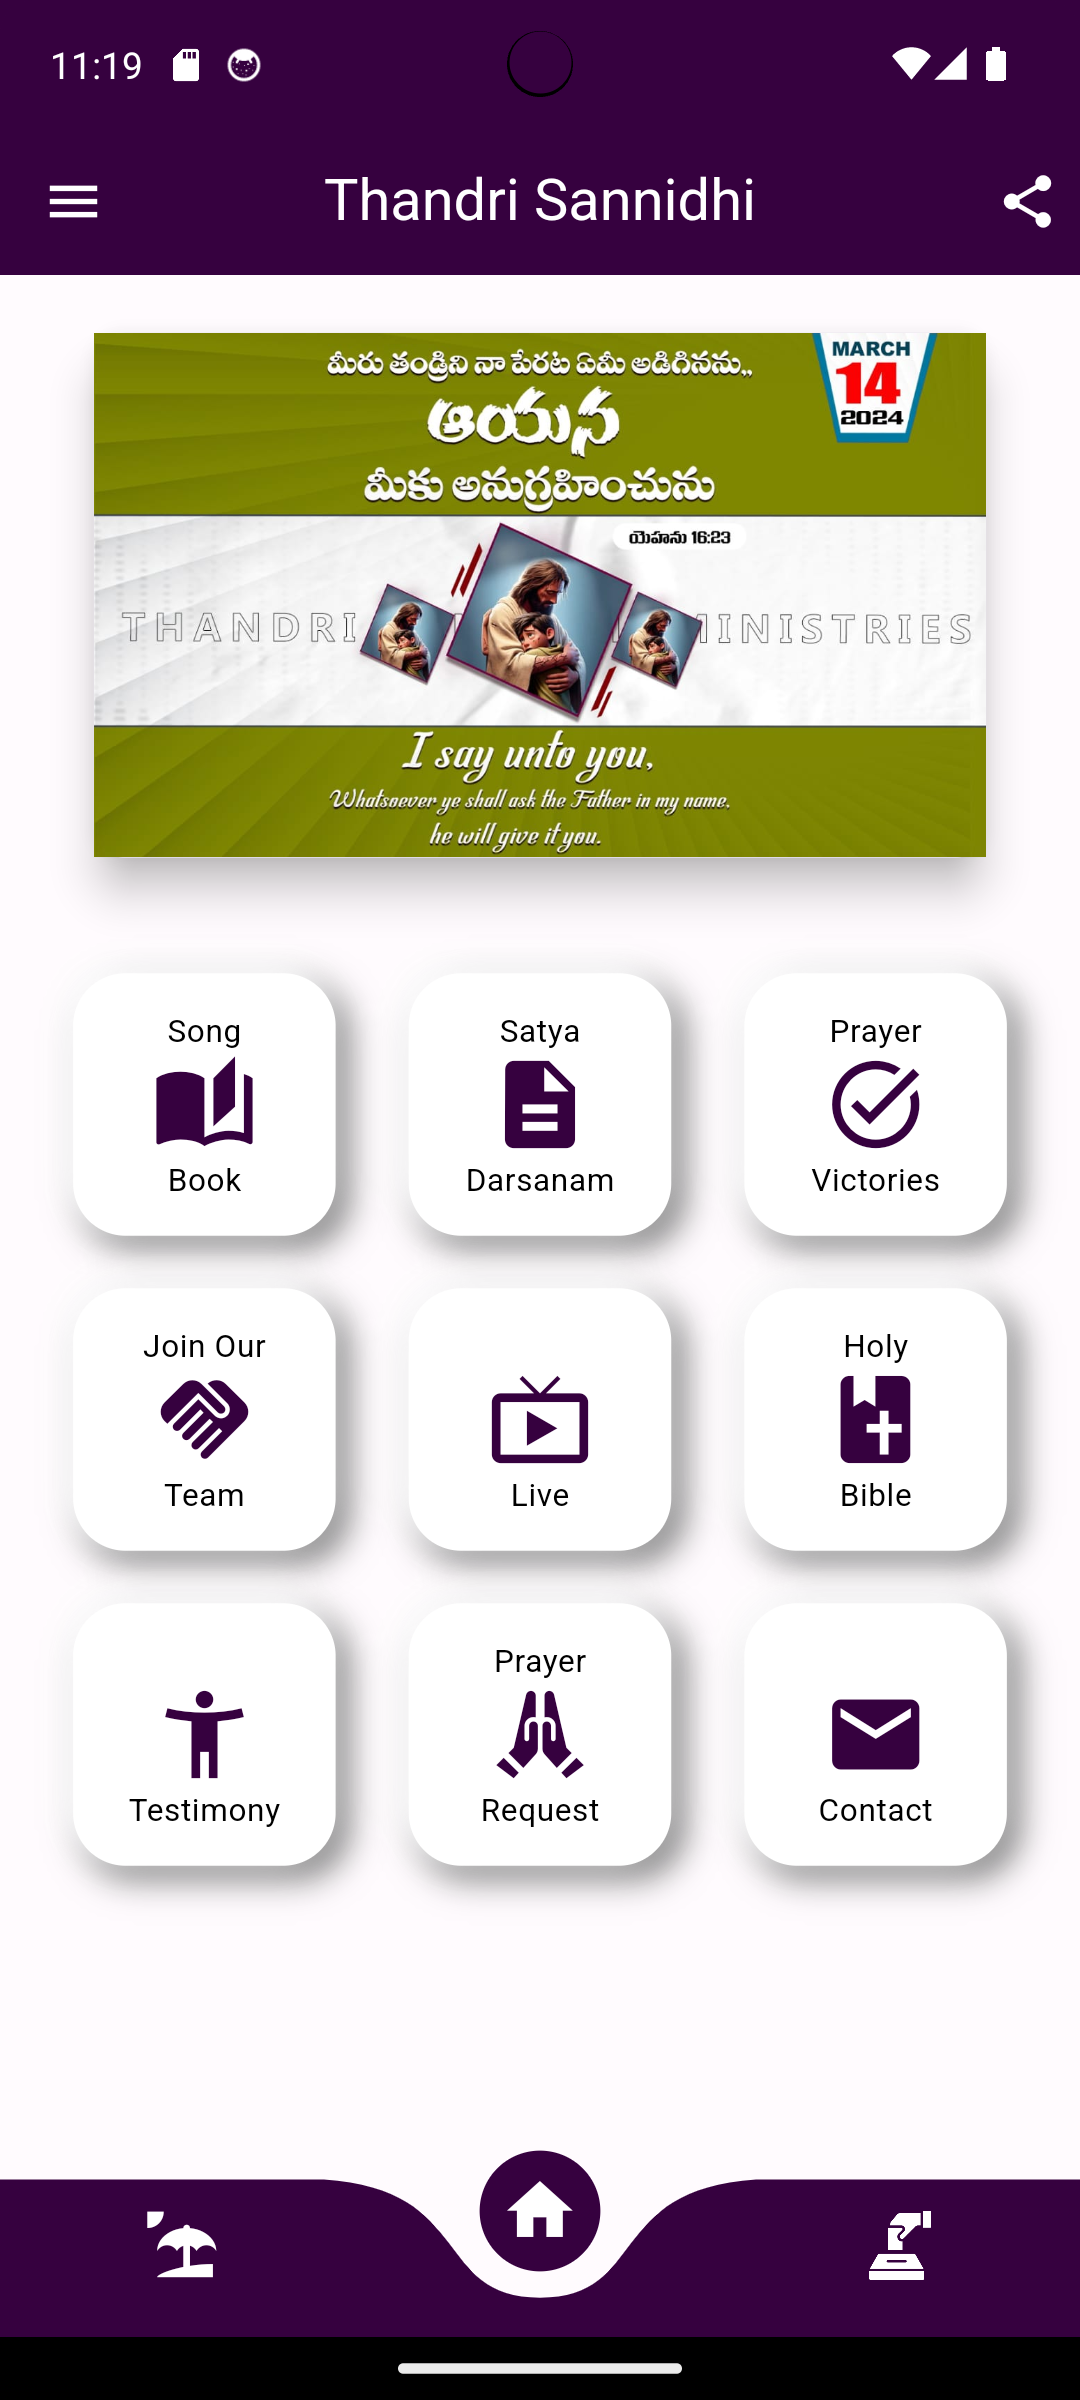 11:19
Thandri Sannidhi
మీరు తండ్రిని నా పేరట ఏమీ అడిగినను,,
ఆయన
మీకు అనుగ్రహించును
MARCH
14
2024
యెహను 16:23
THANDRI MINISTRIES
I say unto you,
Whatsoever ye shall ask the Father in my name,
he will give it you.
Song
Book
Satya
Darsanam
Prayer
Victories
Join Our
Team
Live
Holy
Bible
Testimony
Prayer
Request
Contact